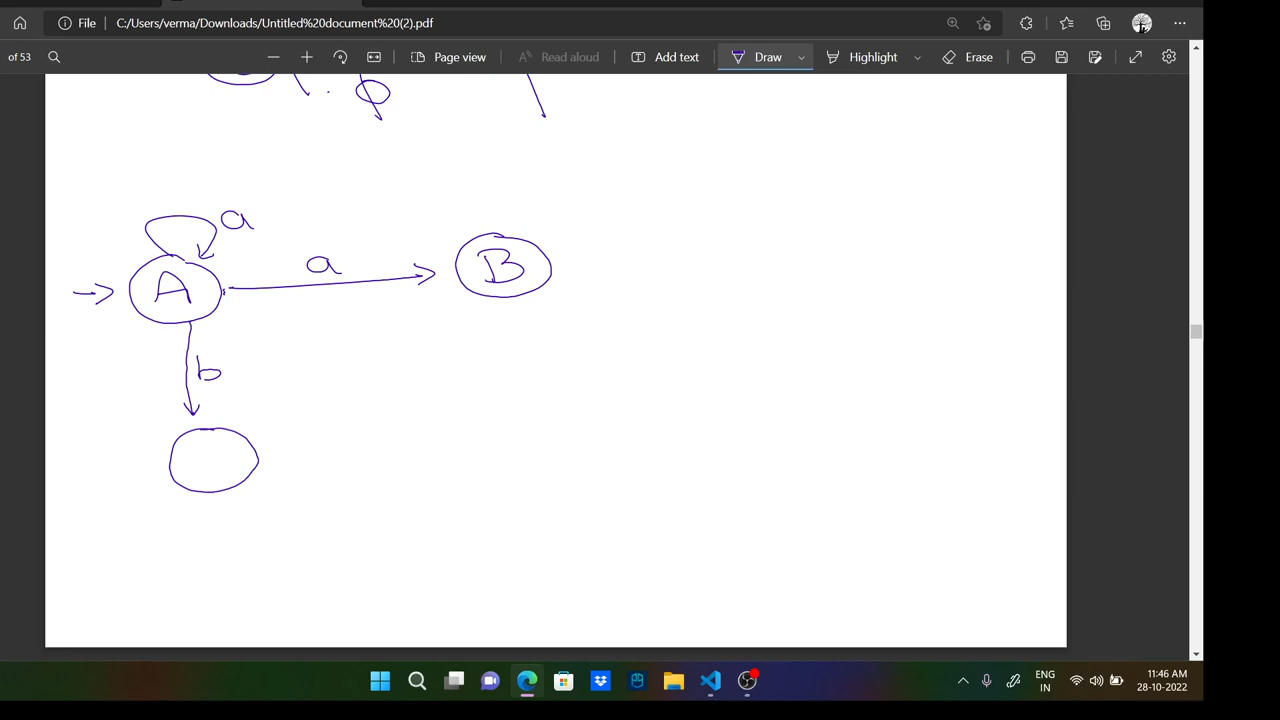 File C:/Users/verma/Downloads/Untitled%20document%20(2).pdf
of 53 Page view Read aloud Add text Draw Highlight Erase
a
a
B
A
b
ENG
IN
11:46 AM
28-10-2022